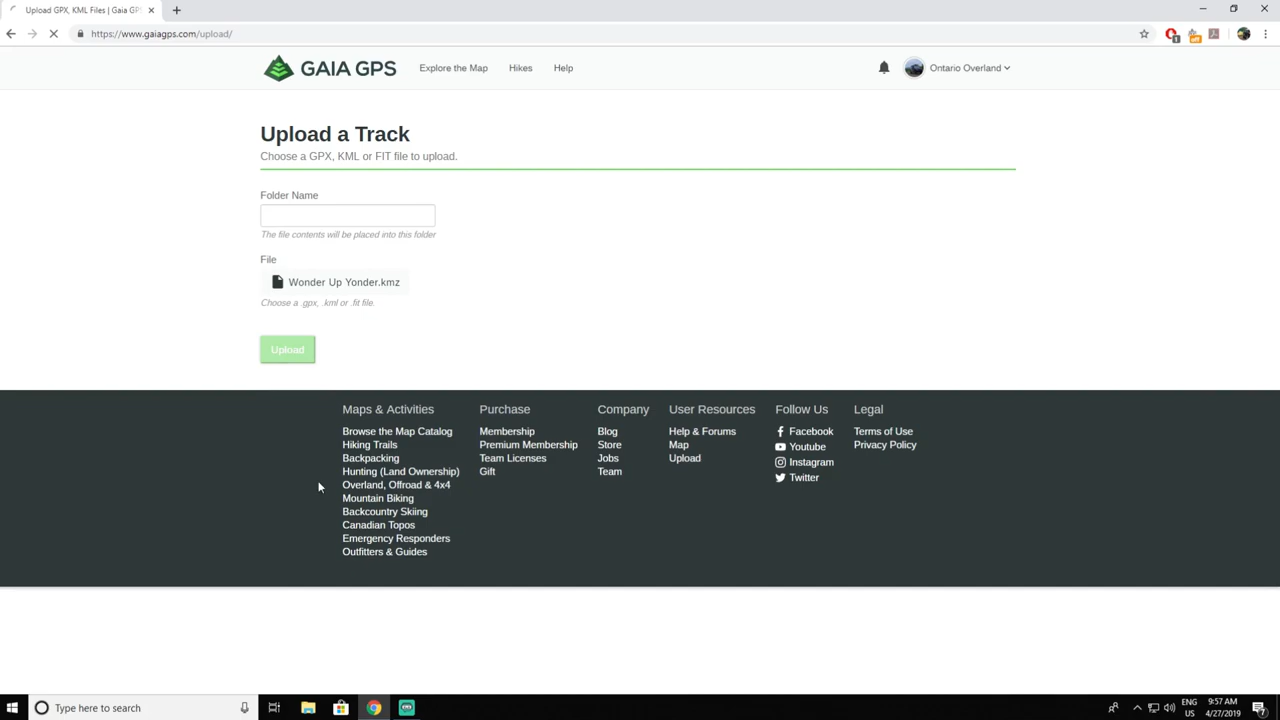 Upload GPX, KML Files | Gaia GP
https://www.gaiagps.com/upload/
GAIA GPS
Explore the Map
Hikes
Help
Ontario Overland
Upload a Track
Choose a GPX, KML or FIT file to upload.
Folder Name
The file contents will be placed into this folder
File
Wonder Up Yonder.kmz
Choose a .gpx, .kml or .fit file.
Upload
Maps & Activities
Browse the Map Catalog
Hiking Trails
Backpacking
Hunting (Land Ownership)
Overland, Offroad & 4x4
Mountain Biking
Backcountry Skiing
Canadian Topos
Emergency Responders
Outfitters & Guides
Purchase
Membership
Premium Membership
Team Licenses
Gift
Company
Blog
Store
Jobs
Team
User Resources
Help & Forums
Map
Upload
Follow Us
Facebook
Youtube
Instagram
Twitter
Legal
Terms of Use
Privacy Policy
Type here to search
ENG
US
9:57 AM
4/27/2019